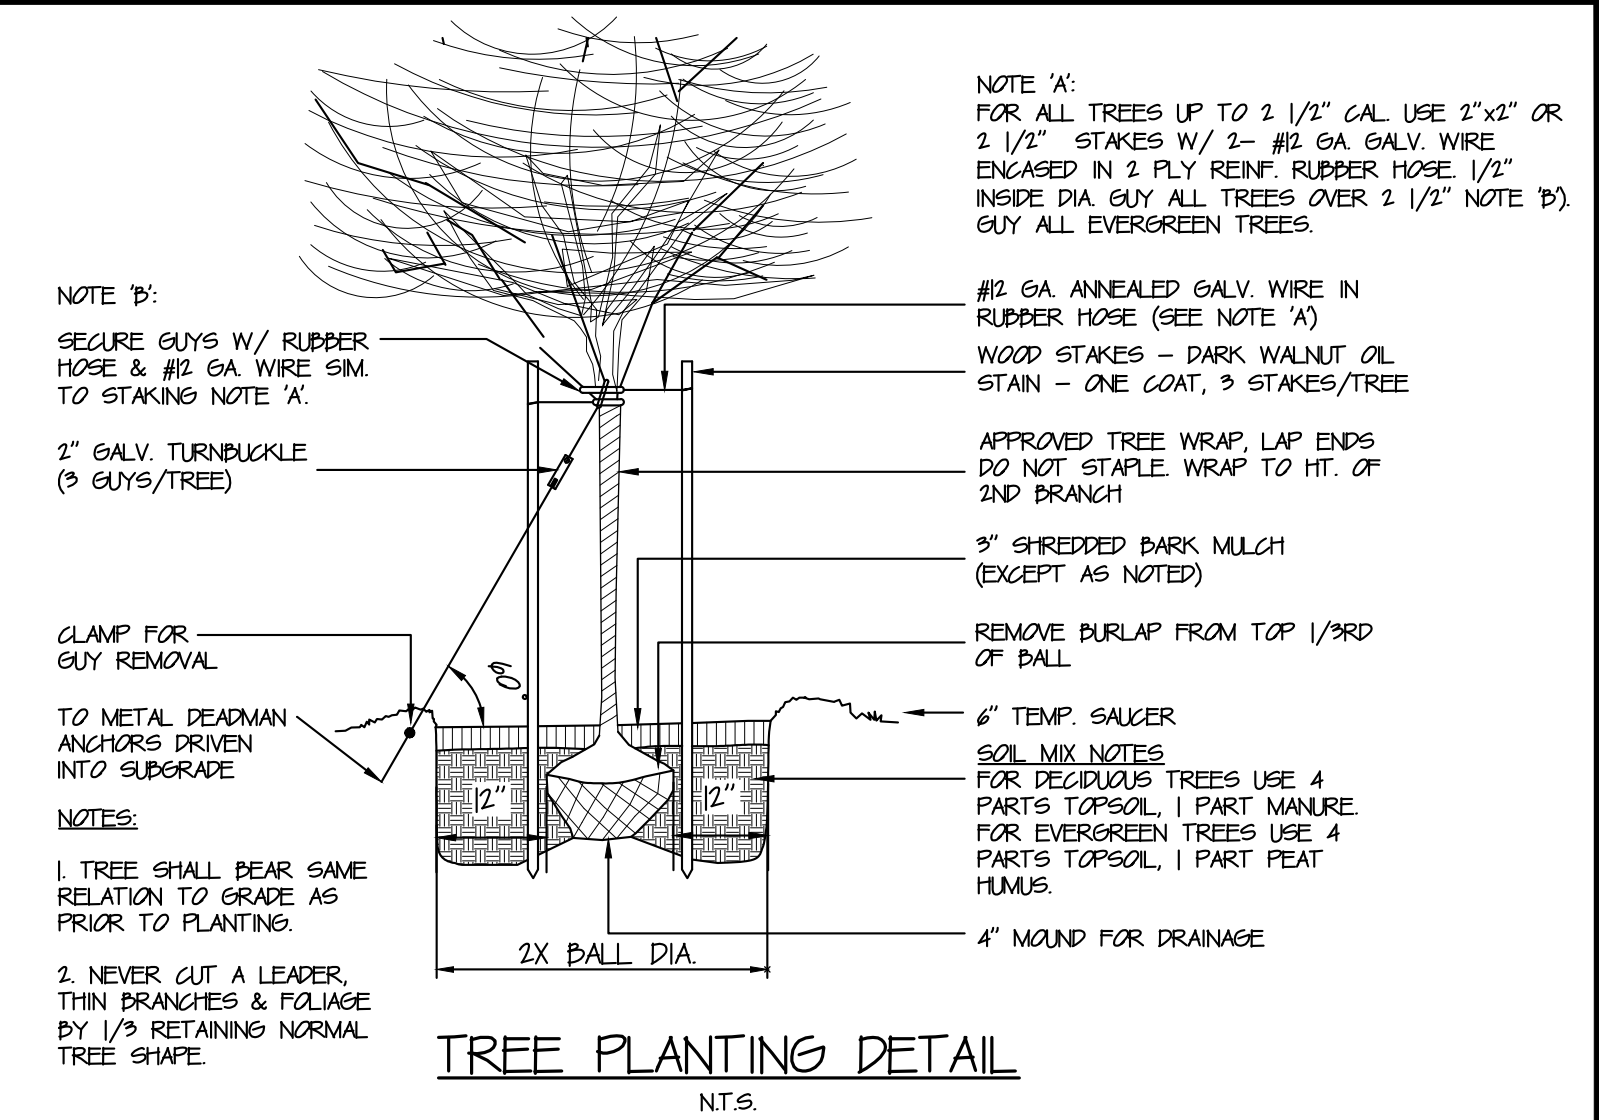 NOTE 'A':
FOR ALL TREES UP TO 2 1/2" CAL. USE 2"x2" OR
2 1/2" STAKES W/ 2- #12 GA. GALV. WIRE
ENCASED IN 2 PLY REINF. RUBBER HOSE. 1/2"
INSIDE DIA. GUY ALL TREES OVER 2 1/2" NOTE 'B').
GUY ALL EVERGREEN TREES.
#12 GA. ANNEALED GALV. WIRE IN
RUBBER HOSE (SEE NOTE 'A')
WOOD STAKES - DARK WALNUT OIL
STAIN - ONE COAT, 3 STAKES/TREE
APPROVED TREE WRAP, LAP ENDS
DO NOT STAPLE. WRAP TO HT. OF
2ND BRANCH
3" SHREDDED BARK MULCH
(EXCEPT AS NOTED)
REMOVE BURLAP FROM TOP 1/3RD
OF BALL
6" TEMP. SAUCER
SOIL MIX NOTES
FOR DECIDUOUS TREES USE 4
PARTS TOPSOIL, 1 PART MANURE.
FOR EVERGREEN TREES USE 4
PARTS TOPSOIL, 1 PART PEAT
HUMUS.
4" MOUND FOR DRAINAGE
NOTE 'B':
SECURE GUYS W/ RUBBER
HOSE & #12 GA. WIRE SIM.
TO STAKING NOTE 'A'.
2" GALV. TURNBUCKLE
(3 GUYS/TREE)
CLAMP FOR
GUY REMOVAL
TO METAL DEADMAN
ANCHORS DRIVEN
INTO SUBGRADE
NOTES:
1. TREE SHALL BEAR SAME
RELATION TO GRADE AS
PRIOR TO PLANTING.
2. NEVER CUT A LEADER,
THIN BRANCHES & FOLIAGE
BY 1/3 RETAINING NORMAL
TREE SHAPE.
60°
12"
12"
2X BALL DIA.
TREE PLANTING DETAIL
N.T.S.